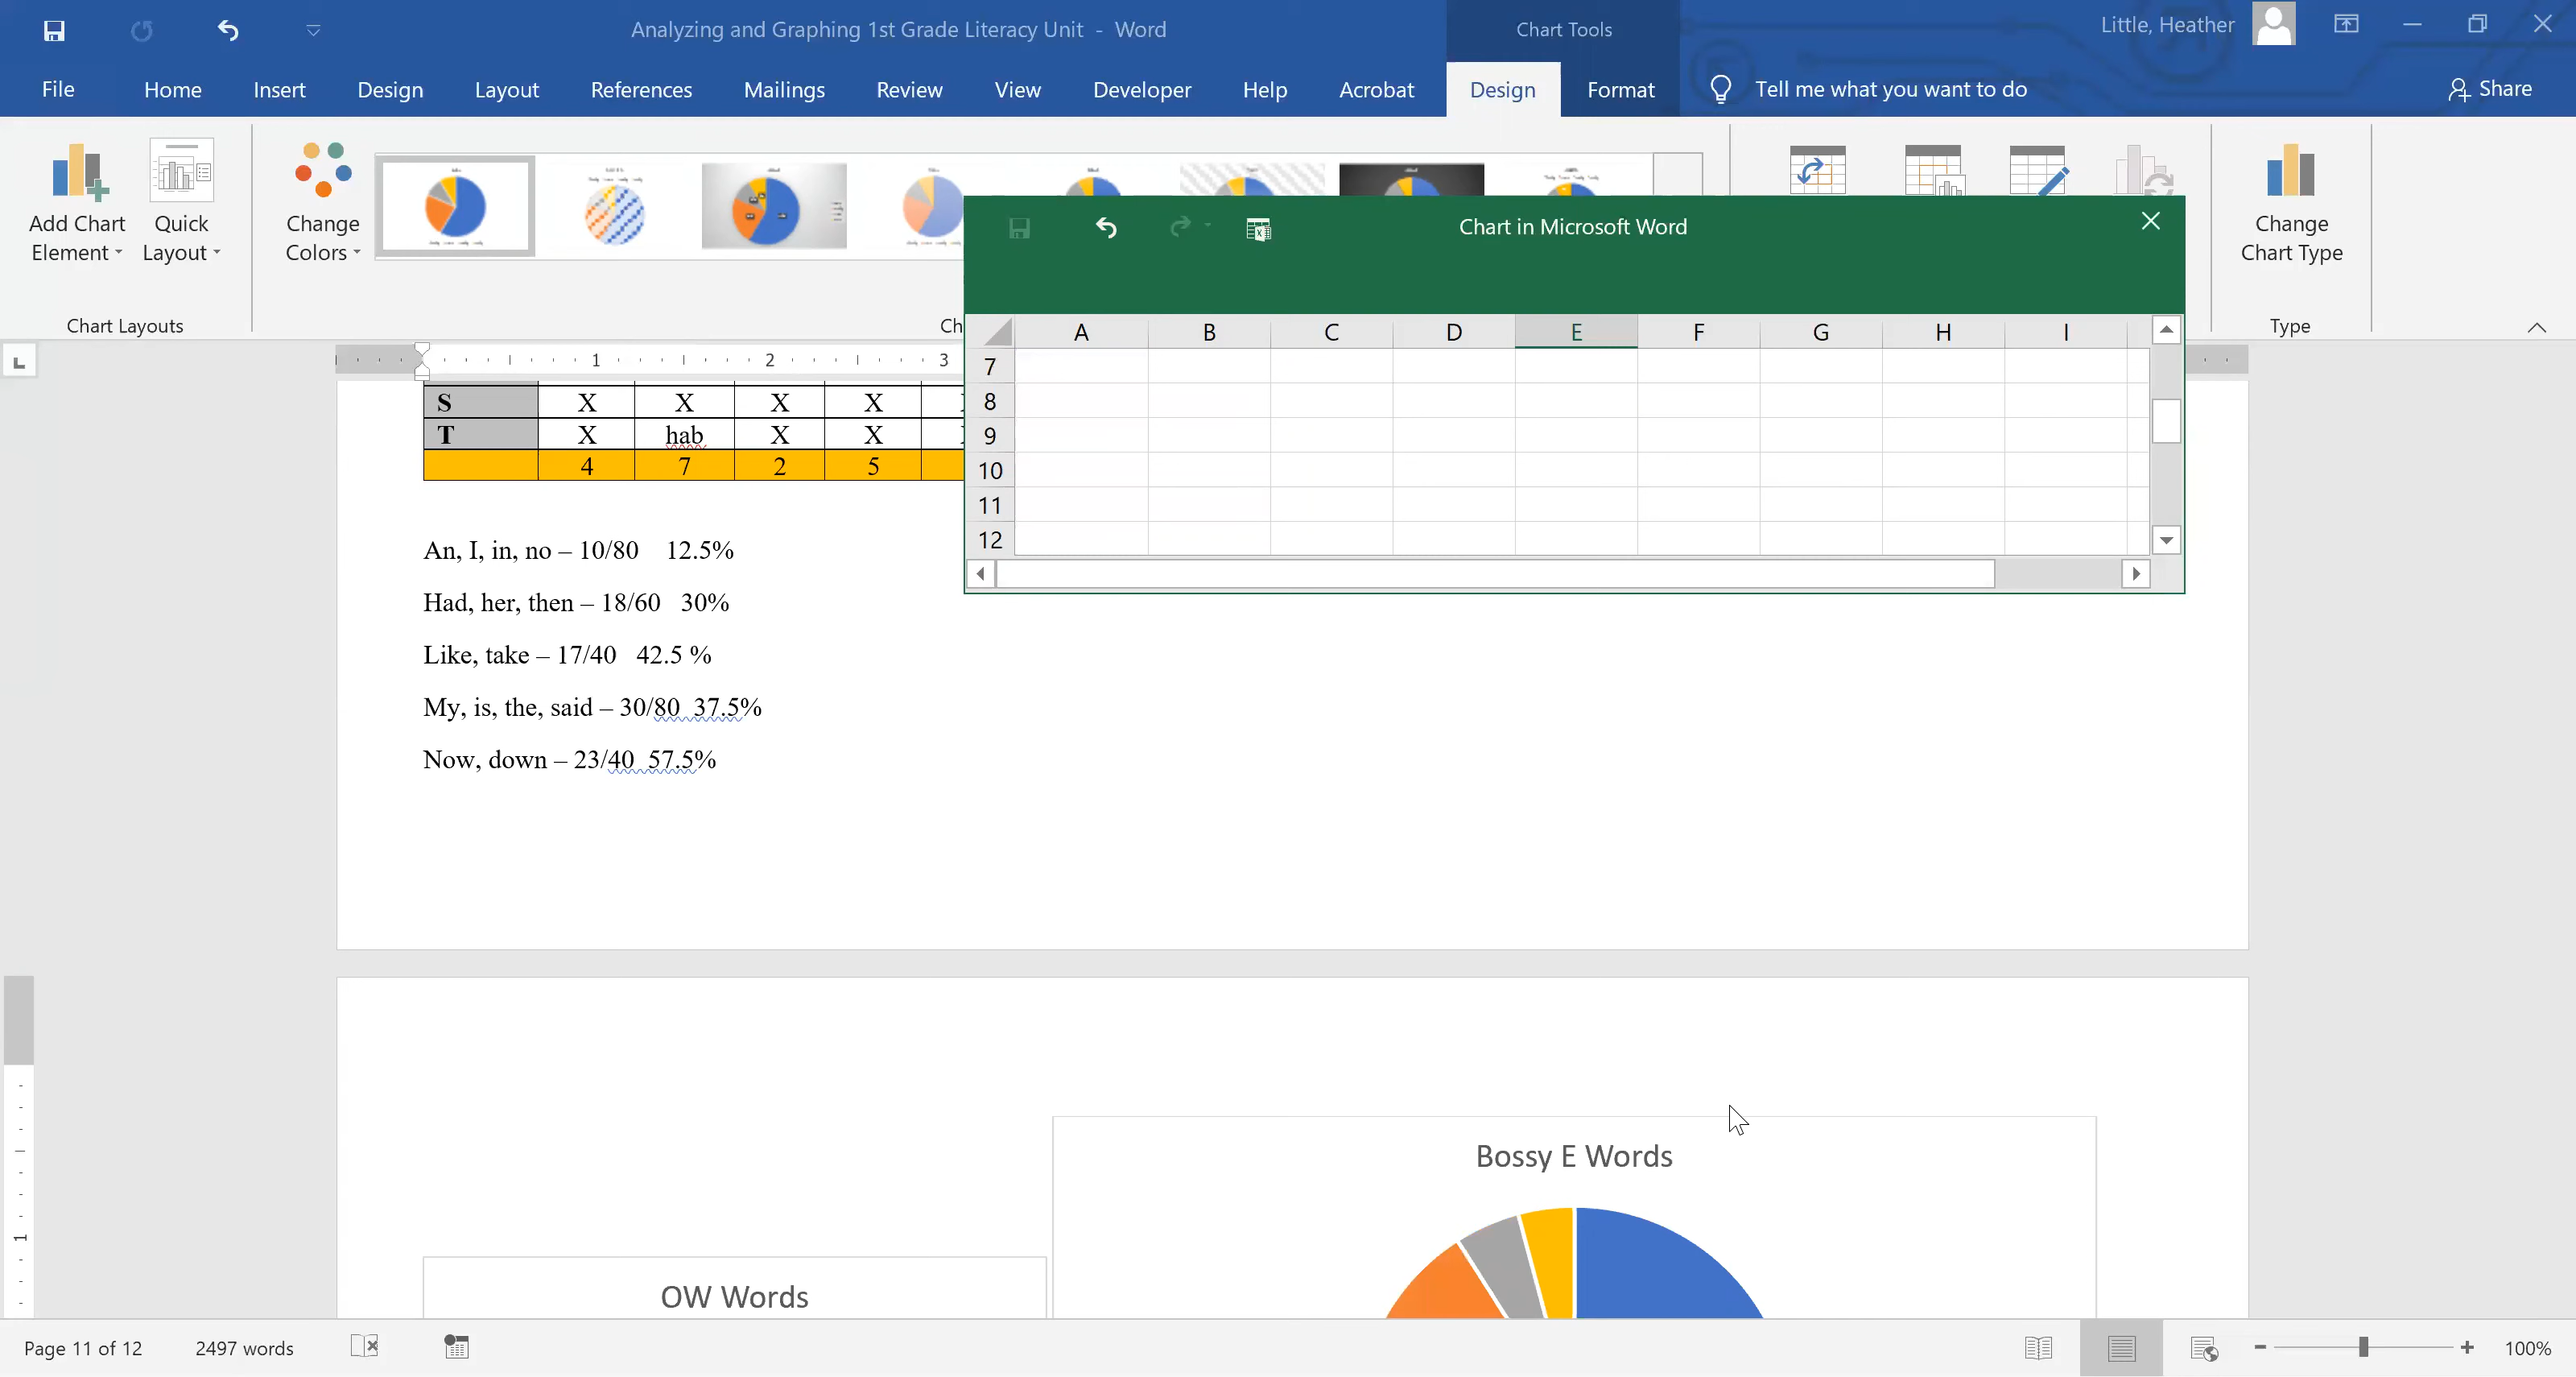 Analyzing and Graphing 1st Grade Literacy Unit - Word
Chart Tools
Little, Heather
File Home Insert Design Layout References Mailings Review View Developer Help Acrobat Design Format Tell me what you want to do Share
Add Chart Element
Quick Layout
Change Colors
Change Chart Type
Chart Layouts
Ch
Type
Chart in Microsoft Word
A B C D E F G H I
7
8
9
10
11
12
1 2 3
S X X X X
T X hab X X
4 7 2 5
An, I, in, no – 10/80 12.5%
Had, her, then – 18/60 30%
Like, take – 17/40 42.5 %
My, is, the, said – 30/80 37.5%
Now, down – 23/40 57.5%
1
Bossy E Words
OW Words
Page 11 of 12 2497 words 100%